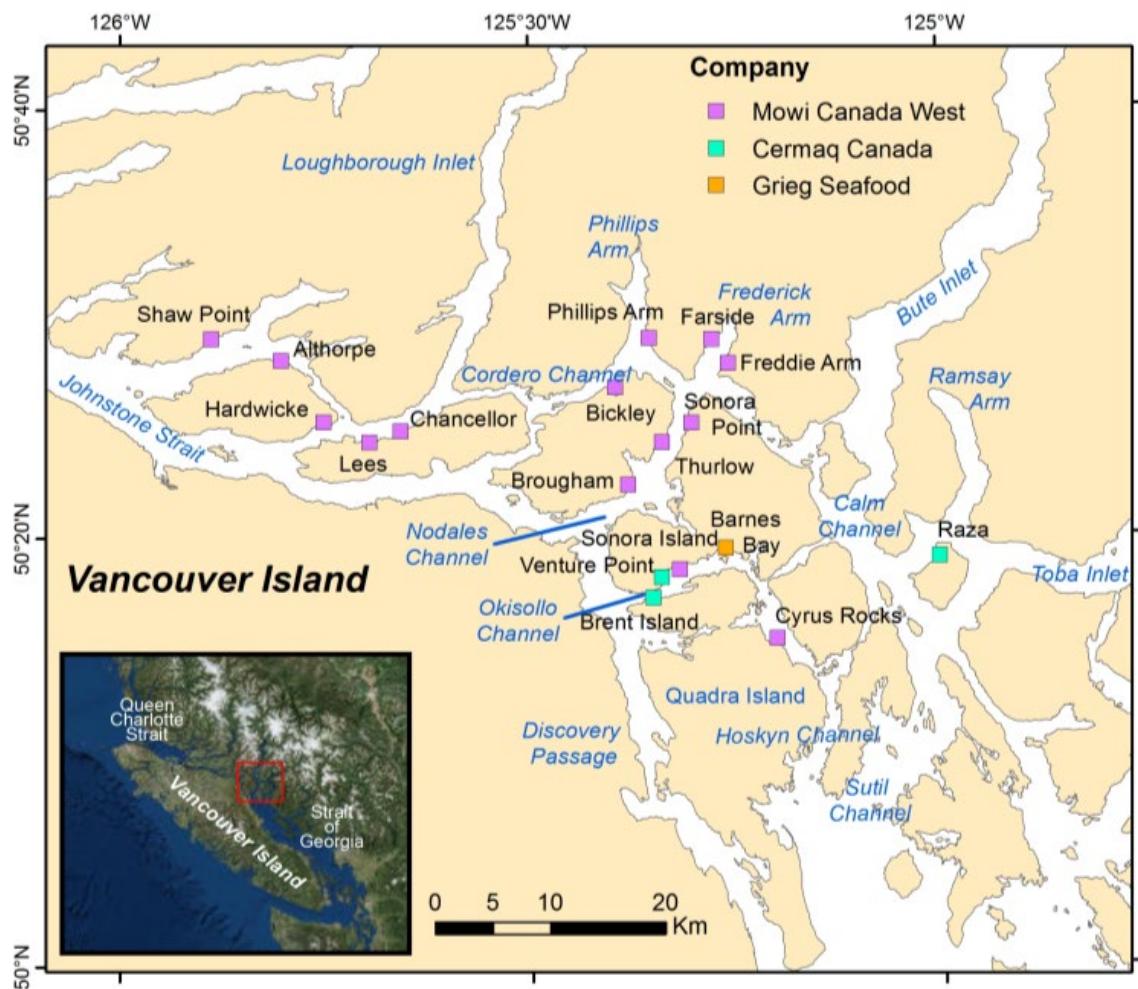 126°W
125°30'W
125°W
50°40'N
50°20'N
50°N
Company
Mowi Canada West
Cermaq Canada
Grieg Seafood
Loughborough Inlet
Phillips
Arm
Frederick
Arm
Bute Inlet
Ramsay
Arm
Shaw Point
Althorpe
Phillips Arm
Farside
Freddie Arm
Cordero Channel
Johnstone Strait
Hardwicke
Chancellor
Lees
Bickley
Sonora
Point
Thurlow
Brougham
Nodales
Channel
Calm
Channel
Barnes
Bay
Raza
Sonora Island
Venture Point
Toba Inlet
Okisollo
Channel
Brent Island
Cyrus Rocks
Vancouver Island
Quadra Island
Discovery
Passage
Hoskyn Channel
Sutil
Channel
Queen
Charlotte
Strait
Vancouver Island
Strait
of
Georgia
0 5 10 20
Km